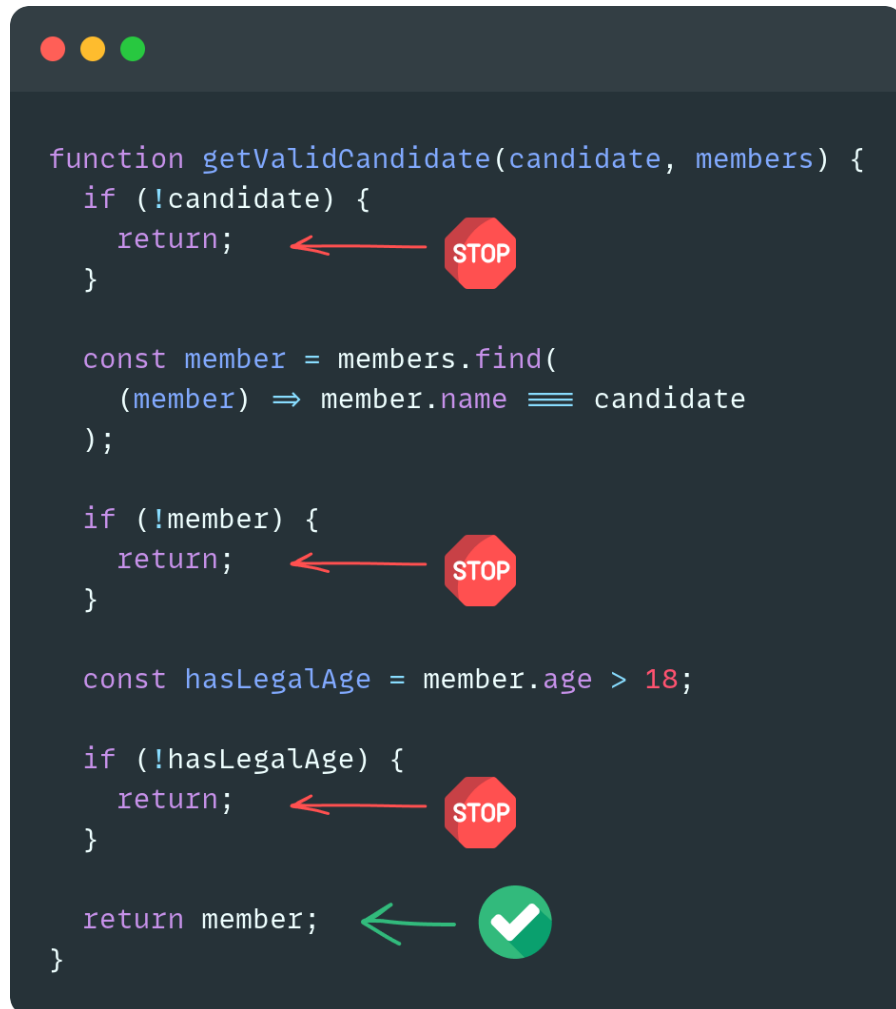 function getValidCandidate(candidate, members) {
  if (!candidate) {
    return; STOP
  }
  const member = members.find(
    (member) => member.name === candidate
  );
  if (!member) {
    return; STOP
  }
  const hasLegalAge = member.age > 18;
  if (!hasLegalAge) {
    return; STOP
  }
  return member;
}